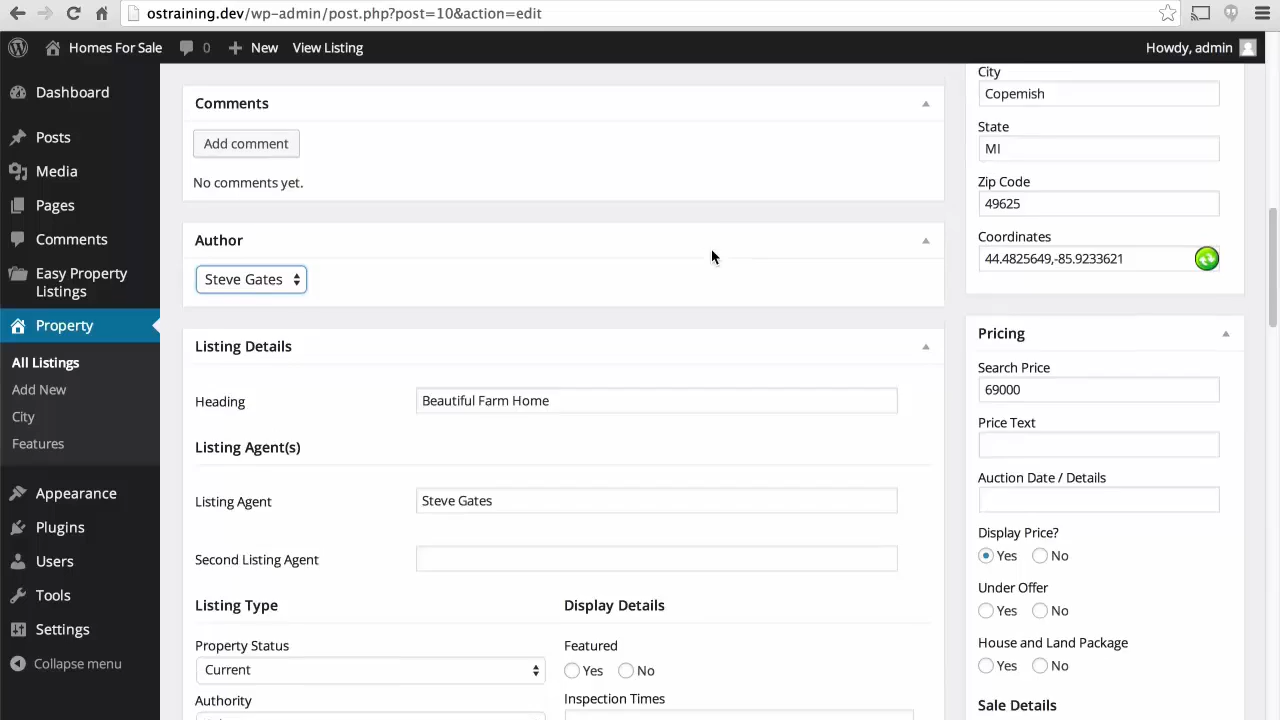 ostraining.dev/wp-admin/post.php?post=10&action=edit
Homes For Sale
0
New
View Listing
Howdy, admin
Dashboard
Posts
Media
Pages
Comments
Easy Property
Listings
Property
All Listings
Add New
City
Features
Appearance
Plugins
Users
Tools
Settings
Collapse menu
Comments
Add comment
No comments yet.
Author
Steve Gates
Listing Details
Heading
Beautiful Farm Home
Listing Agent(s)
Listing Agent
Steve Gates
Second Listing Agent
Listing Type
Property Status
Current
Authority
Display Details
Featured
Yes No
Inspection Times
City
Copemish
State
MI
Zip Code
49625
Coordinates
44.4825649,-85.9233621
Pricing
Search Price
69000
Price Text
Auction Date / Details
Display Price?
Yes No
Under Offer
Yes No
House and Land Package
Yes No
Sale Details